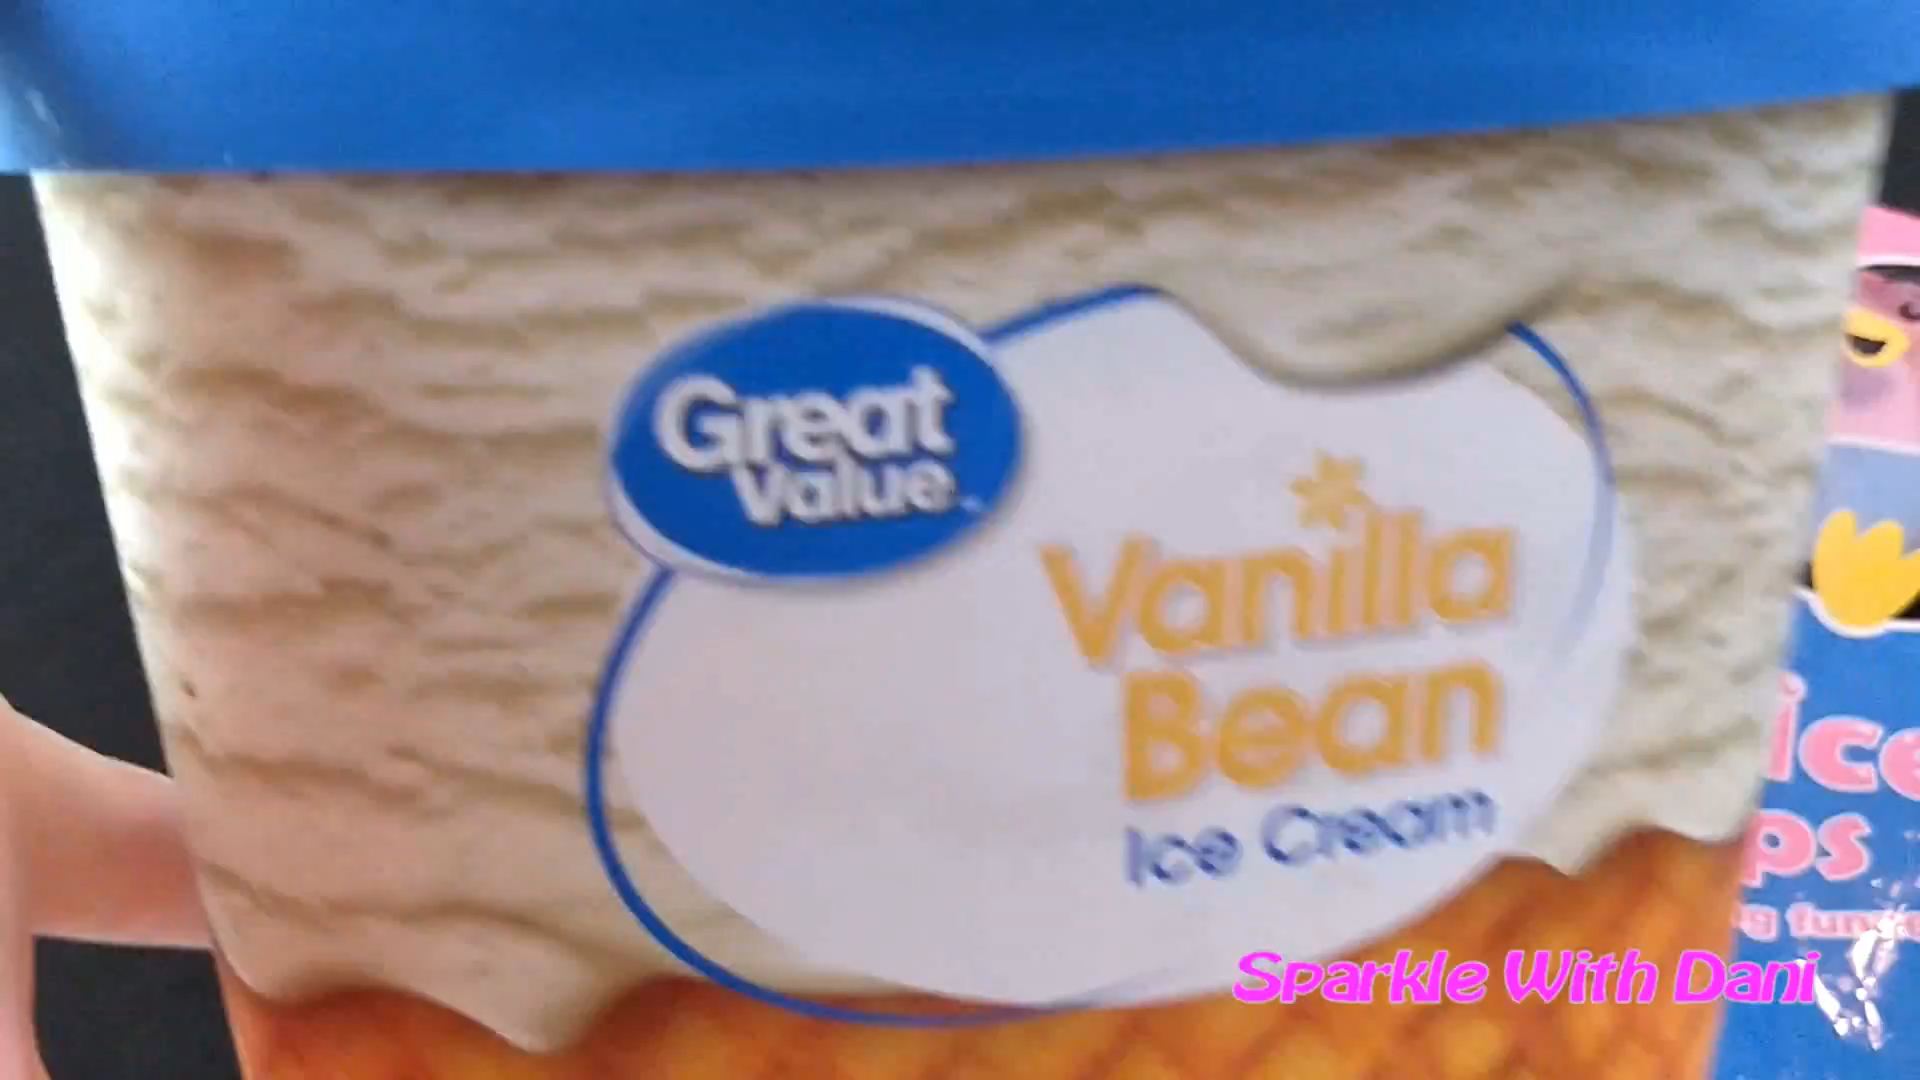 Great
Value
Vanilla
Bean
Ice Cream
Sparkle With Dani